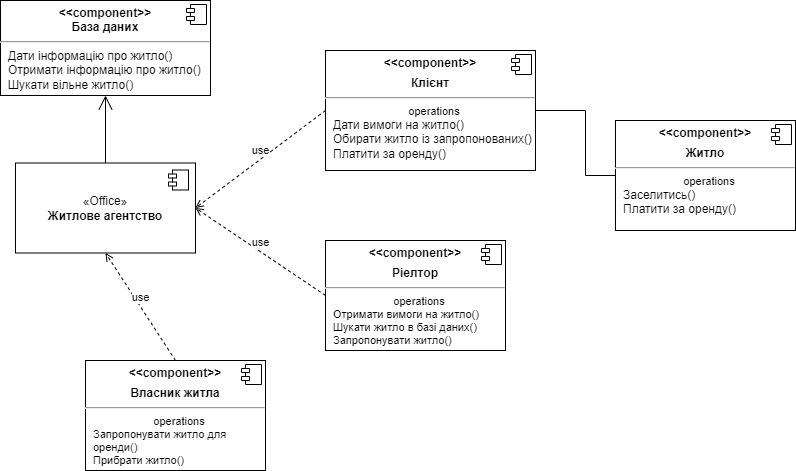 <<component>>
База даних
Дати інформацію про житло()
Отримати інформацію про житло()
Шукати вільне житло()
<<component>>
Клієнт
operations
Дати вимоги на житло()
Обирати житло із запропонованих()
Платити за оренду()
<<component>>
Житло
operations
Заселитись()
Платити за оренду()
use
«Office»
Житлове агентство
use
<<component>>
Ріелтор
operations
Отримати вимоги на житло()
Шукати житло в базі даних()
Запропонувати житло()
use
<<component>>
Власник житла
operations
Запропонувати житло для
оренди()
Прибрати житло()